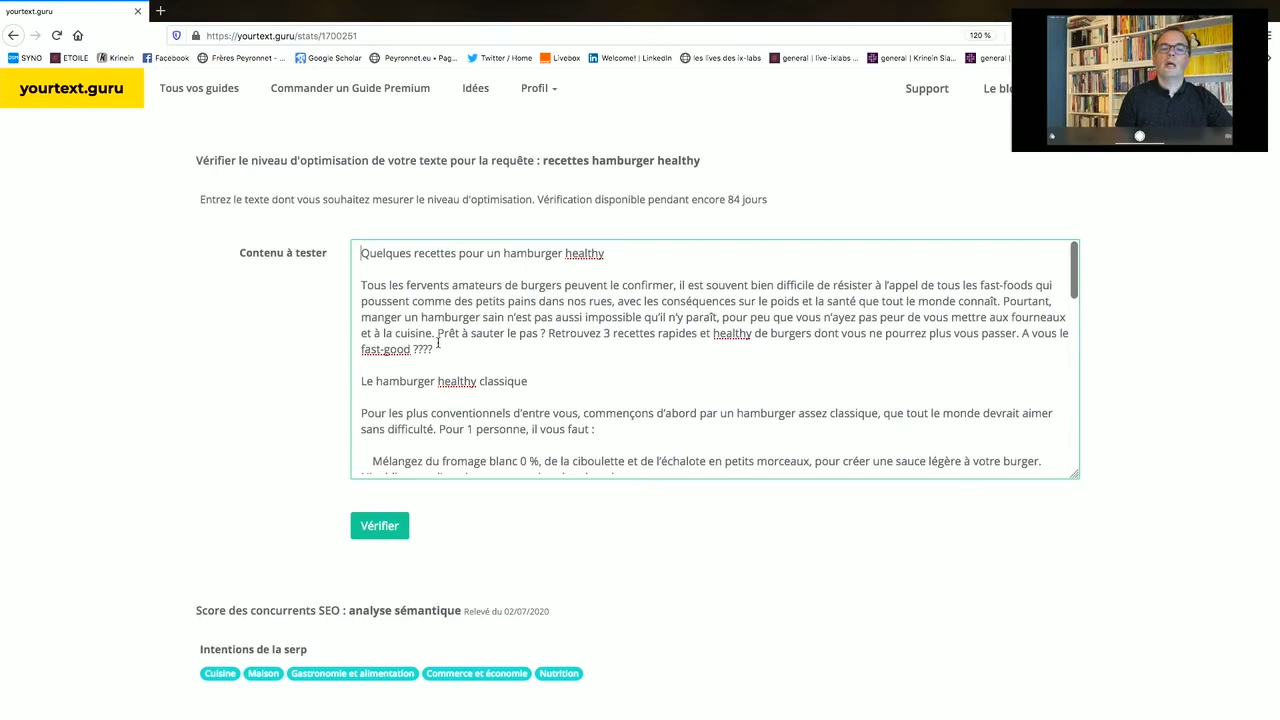 yourtext.guru
https://yourtext.guru/stats/1700251
120 %
SYNO
ETOILE
Krinein
Facebook
Frères Peyronnet - ...
Google Scholar
Peyronnet.eu • Pag...
Twitter / Home
Livebox
Welcome! | LinkedIn
les lives des ix-labs
general | live-ixlabs ...
general | Krinein Sla...
general |
yourtext.guru
Tous vos guides
Commander un Guide Premium
Idées
Profil
Support
Le blo
Vérifier le niveau d'optimisation de votre texte pour la requête : recettes hamburger healthy
Entrez le texte dont vous souhaitez mesurer le niveau d'optimisation. Vérification disponible pendant encore 84 jours
Contenu à tester
Quelques recettes pour un hamburger healthy
Tous les fervents amateurs de burgers peuvent le confirmer, il est souvent bien difficile de résister à l'appel de tous les fast-foods qui
poussent comme des petits pains dans nos rues, avec les conséquences sur le poids et la santé que tout le monde connaît. Pourtant,
manger un hamburger sain n'est pas aussi impossible qu'il n'y paraît, pour peu que vous n'ayez pas peur de vous mettre aux fourneaux
et à la cuisine. Prêt à sauter le pas ? Retrouvez 3 recettes rapides et healthy de burgers dont vous ne pourrez plus vous passer. A vous le
fast-good ????
Le hamburger healthy classique
Pour les plus conventionnels d'entre vous, commençons d'abord par un hamburger assez classique, que tout le monde devrait aimer
sans difficulté. Pour 1 personne, il vous faut :
Mélangez du fromage blanc 0 %, de la ciboulette et de l'échalote en petits morceaux, pour créer une sauce légère à votre burger.
Vérifier
Score des concurrents SEO : analyse sémantique Relevé du 02/07/2020
Intentions de la serp
Cuisine
Maison
Gastronomie et alimentation
Commerce et économie
Nutrition